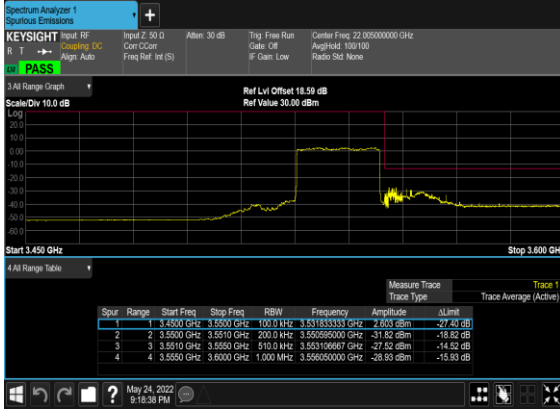 Spectrum Analyzer 1
Spurious Emissions
+
KEYSIGHT Input: RF Input Z: 50 Ω Atten: 30 dB Trig: Free Run Center Freq: 22.005000000 GHz
R T Coupling: DC Corr CCorr Gate: Off Avg|Hold: 100/100
Align: Auto Freq Ref: Int (S) IF Gain: Low Radio Std: None
PASS
3 All Range Graph
Ref Lvl Offset 18.59 dB
Scale/Div 10.0 dB Ref Value 30.00 dBm
Log
20.0
10.0
0.00
-10.0
-20.0
-30.0
-40.0
-50.0
-60.0
Start 3.450 GHz Stop 3.600 GH
4 All Range Table
Measure Trace Trace 1
Trace Type Trace Average (Active)
Spur Range Start Freq Stop Freq RBW Frequency Amplitude ΔLimit
1 1 3.4500 GHz 3.5500 GHz 100.0 kHz 3.531833333 GHz 2.603 dBm -27.40 dB
2 2 3.5500 GHz 3.5510 GHz 200.0 kHz 3.550595000 GHz -31.82 dBm -18.82 dB
3 3 3.5510 GHz 3.5550 GHz 510.0 kHz 3.553106667 GHz -27.52 dBm -14.52 dB
4 4 3.5550 GHz 3.6000 GHz 1.000 MHz 3.556050000 GHz -28.93 dBm -15.93 dB
? May 24, 2022
9:18:38 PM